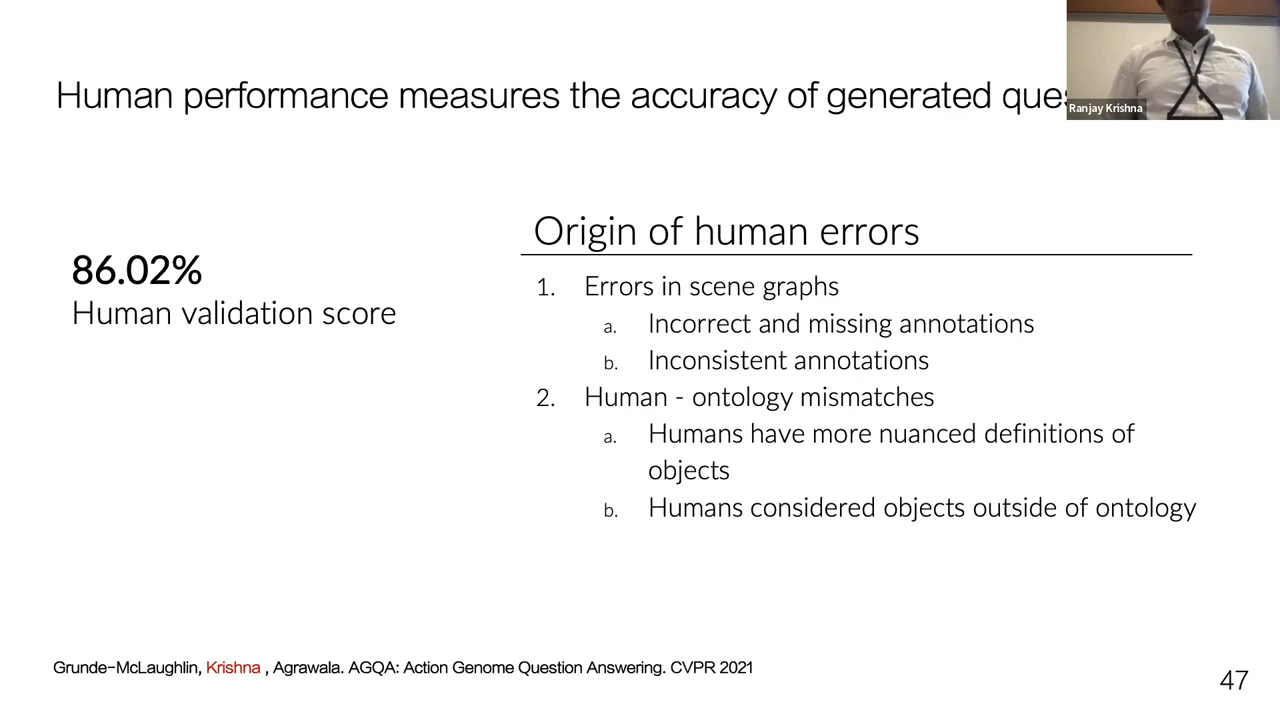 Human performance measures the accuracy of generated
Ranjay Krishna
86.02%
Human validation score
Origin of human errors
1. Errors in scene graphs
a. Incorrect and missing annotations
b. Inconsistent annotations
2. Human - ontology mismatches
a. Humans have more nuanced definitions of
objects
b. Humans considered objects outside of ontology
Grunde-McLaughlin, Krishna , Agrawala. AGQA: Action Genome Question Answering. CVPR 2021
47